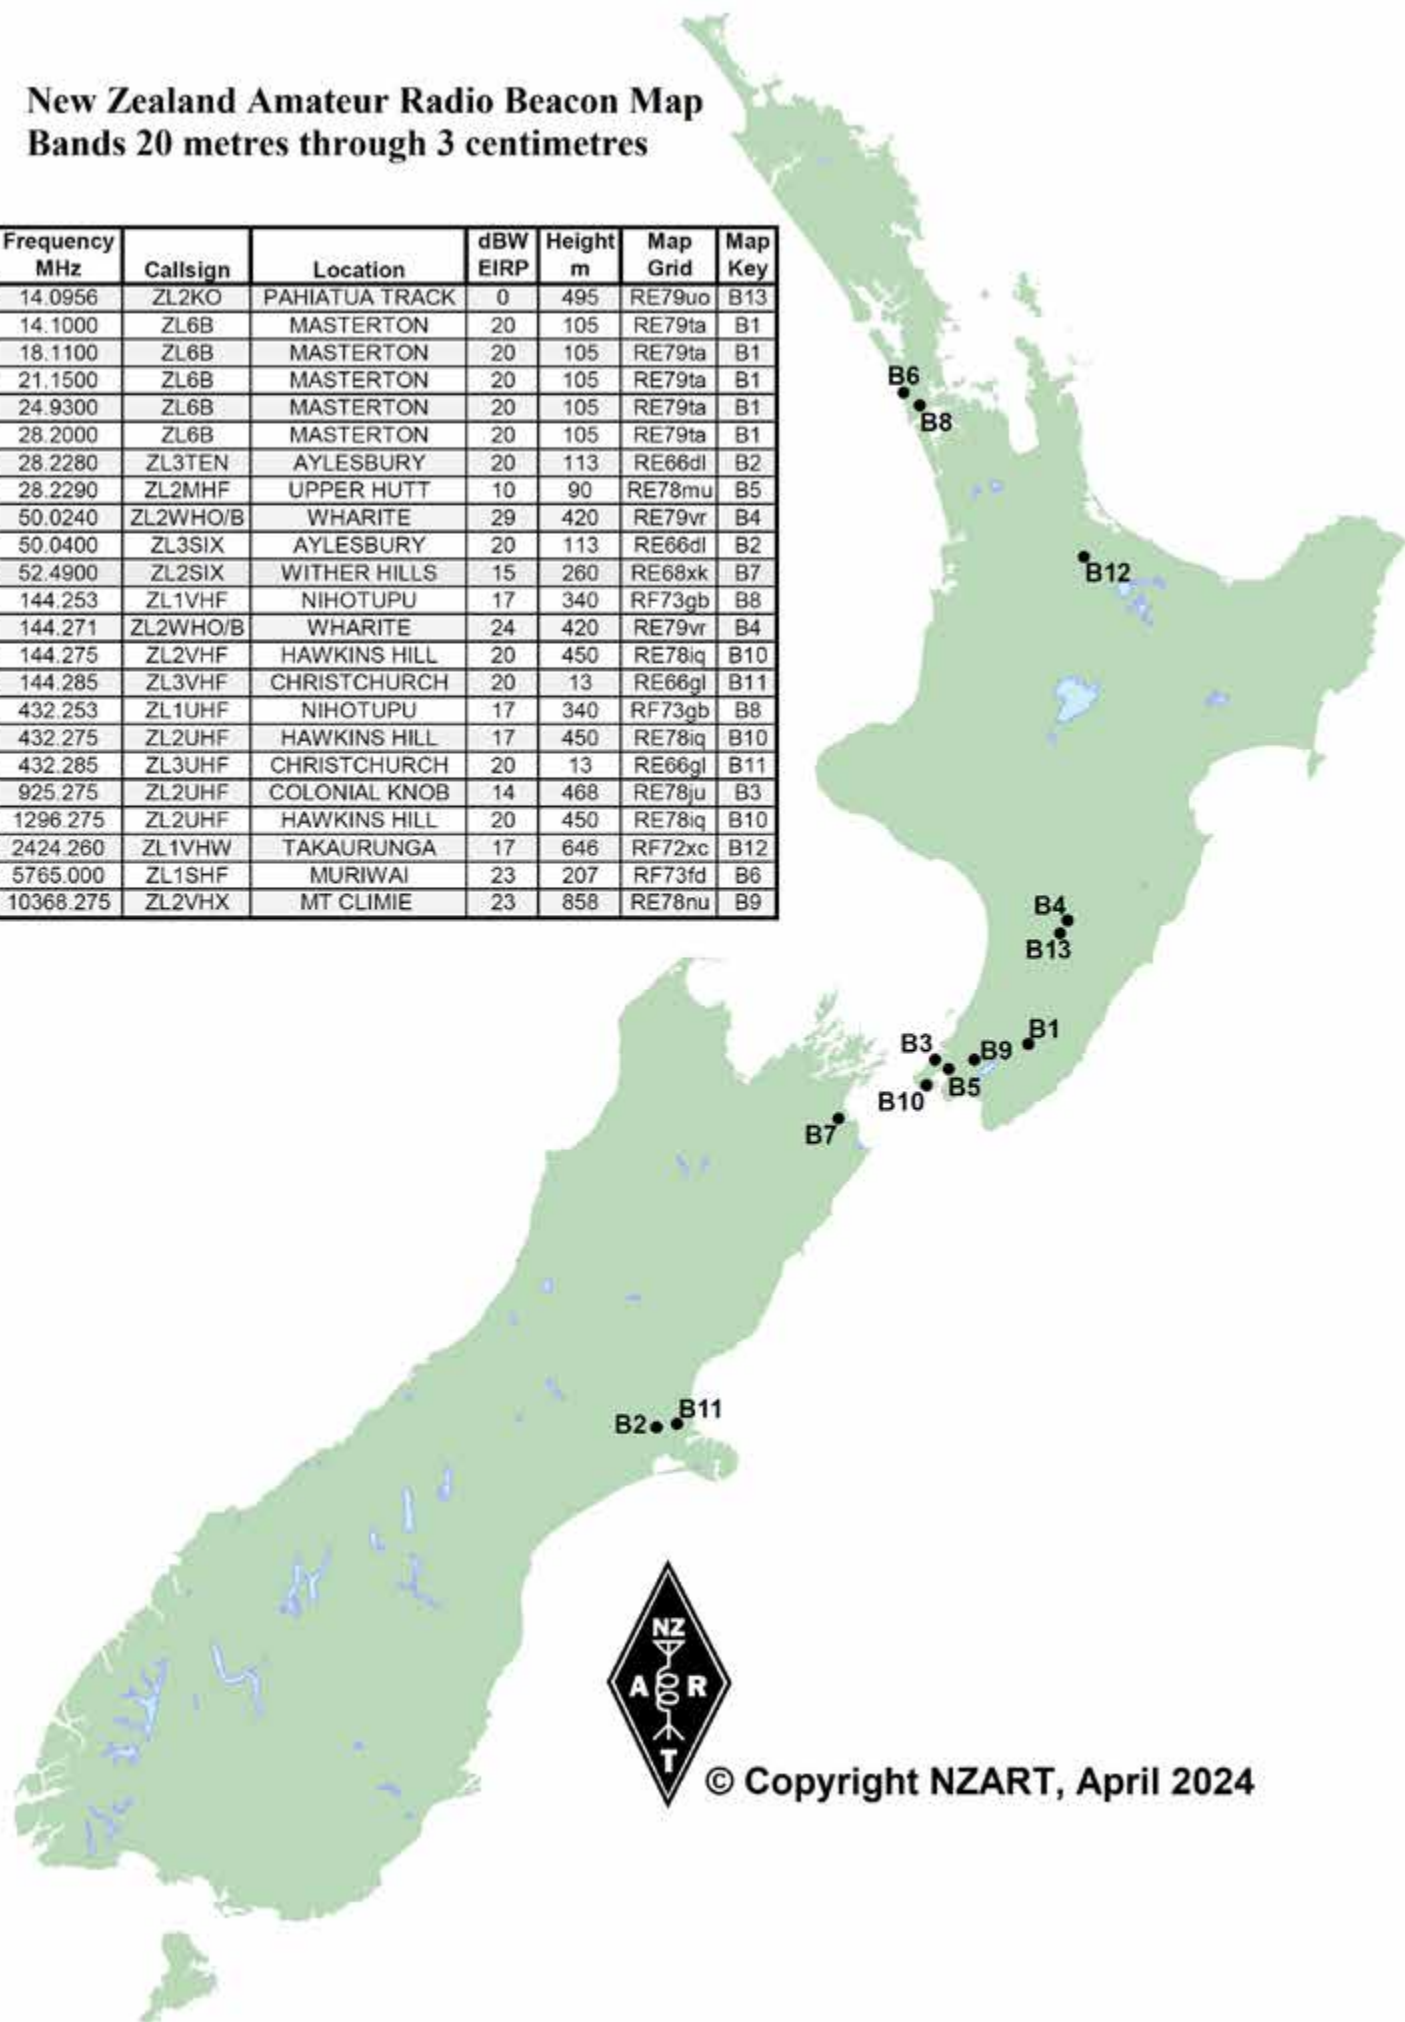 New Zealand Amateur Radio Beacon Map
Bands 20 metres through 3 centimetres
Frequency MHz Callsign Location dBW EIRP Height m Map Grid Map Key
14.0956 ZL2KO PAHIATUA TRACK 0 495 RE79uo B13
14.1000 ZL6B MASTERTON 20 105 RE79ta B1
18.1100 ZL6B MASTERTON 20 105 RE79ta B1
21.1500 ZL6B MASTERTON 20 105 RE79ta B1
24.9300 ZL6B MASTERTON 20 105 RE79ta B1
28.2000 ZL6B MASTERTON 20 105 RE79ta B1
28.2280 ZL3TEN AYLESBURY 20 113 RE66dl B2
28.2290 ZL2MHF UPPER HUTT 10 90 RE78mu B5
50.0240 ZL2WHO/B WHARITE 29 420 RE79vr B4
50.0400 ZL3SIX AYLESBURY 20 113 RE66dl B2
52.4900 ZL2SIX WITHER HILLS 15 260 RE68xk B7
144.253 ZL1VHF NIHOTUPU 17 340 RF73gb B8
144.271 ZL2WHO/B WHARITE 24 420 RE79vr B4
144.275 ZL2VHF HAWKINS HILL 20 450 RE78iq B10
144.285 ZL3VHF CHRISTCHURCH 20 13 RE66gl B11
432.253 ZL1UHF NIHOTUPU 17 340 RF73gb B8
432.275 ZL2UHF HAWKINS HILL 17 450 RE78iq B10
432.285 ZL3UHF CHRISTCHURCH 20 13 RE66gl B11
925.275 ZL2UHF COLONIAL KNOB 14 468 RE78ju B3
1296.275 ZL2UHF HAWKINS HILL 20 450 RE78iq B10
2424.260 ZL1VHW TAKAURUNGA 17 646 RF72xc B12
5765.000 ZL1SHF MURIWAI 23 207 RF73fd B6
10368.275 ZL2VHX MT CLIMIE 23 858 RE78nu B9
B6
B8
B12
B4
B13
B1
B3
B9
B5
B10
B7
B11
B2
NZ
A R
T
© Copyright NZART, April 2024